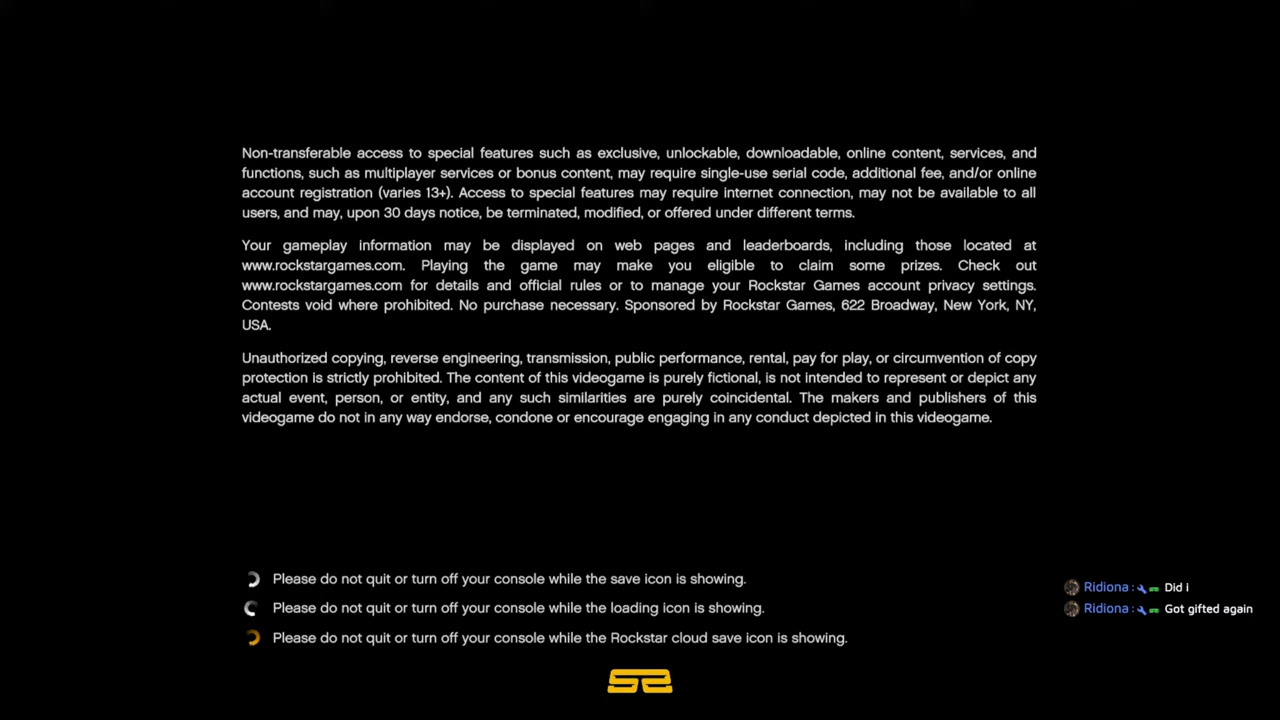 Non-transferable access to special features such as exclusive, unlockable, downloadable, online content, services, and
functions, such as multiplayer services or bonus content, may require single-use serial code, additional fee, and/or online
account registration (varies 13+). Access to special features may require internet connection, may not be available to all
users, and may, upon 30 days notice, be terminated, modified, or offered under different terms.
Your gameplay information may be displayed on web pages and leaderboards, including those located at
www.rockstargames.com. Playing the game may make you eligible to claim some prizes. Check out
www.rockstargames.com for details and official rules or to manage your Rockstar Games account privacy settings.
Contests void where prohibited. No purchase necessary. Sponsored by Rockstar Games, 622 Broadway, New York, NY,
USA.
Unauthorized copying, reverse engineering, transmission, public performance, rental, pay for play, or circumvention of copy
protection is strictly prohibited. The content of this videogame is purely fictional, is not intended to represent or depict any
actual event, person, or entity, and any such similarities are purely coincidental. The makers and publishers of this
videogame do not in any way endorse, condone or encourage engaging in any conduct depicted in this videogame.
Please do not quit or turn off your console while the save icon is showing.
Please do not quit or turn off your console while the loading icon is showing.
Please do not quit or turn off your console while the Rockstar cloud save icon is showing.
Ridiona: Did i
Ridiona: Got gifted again